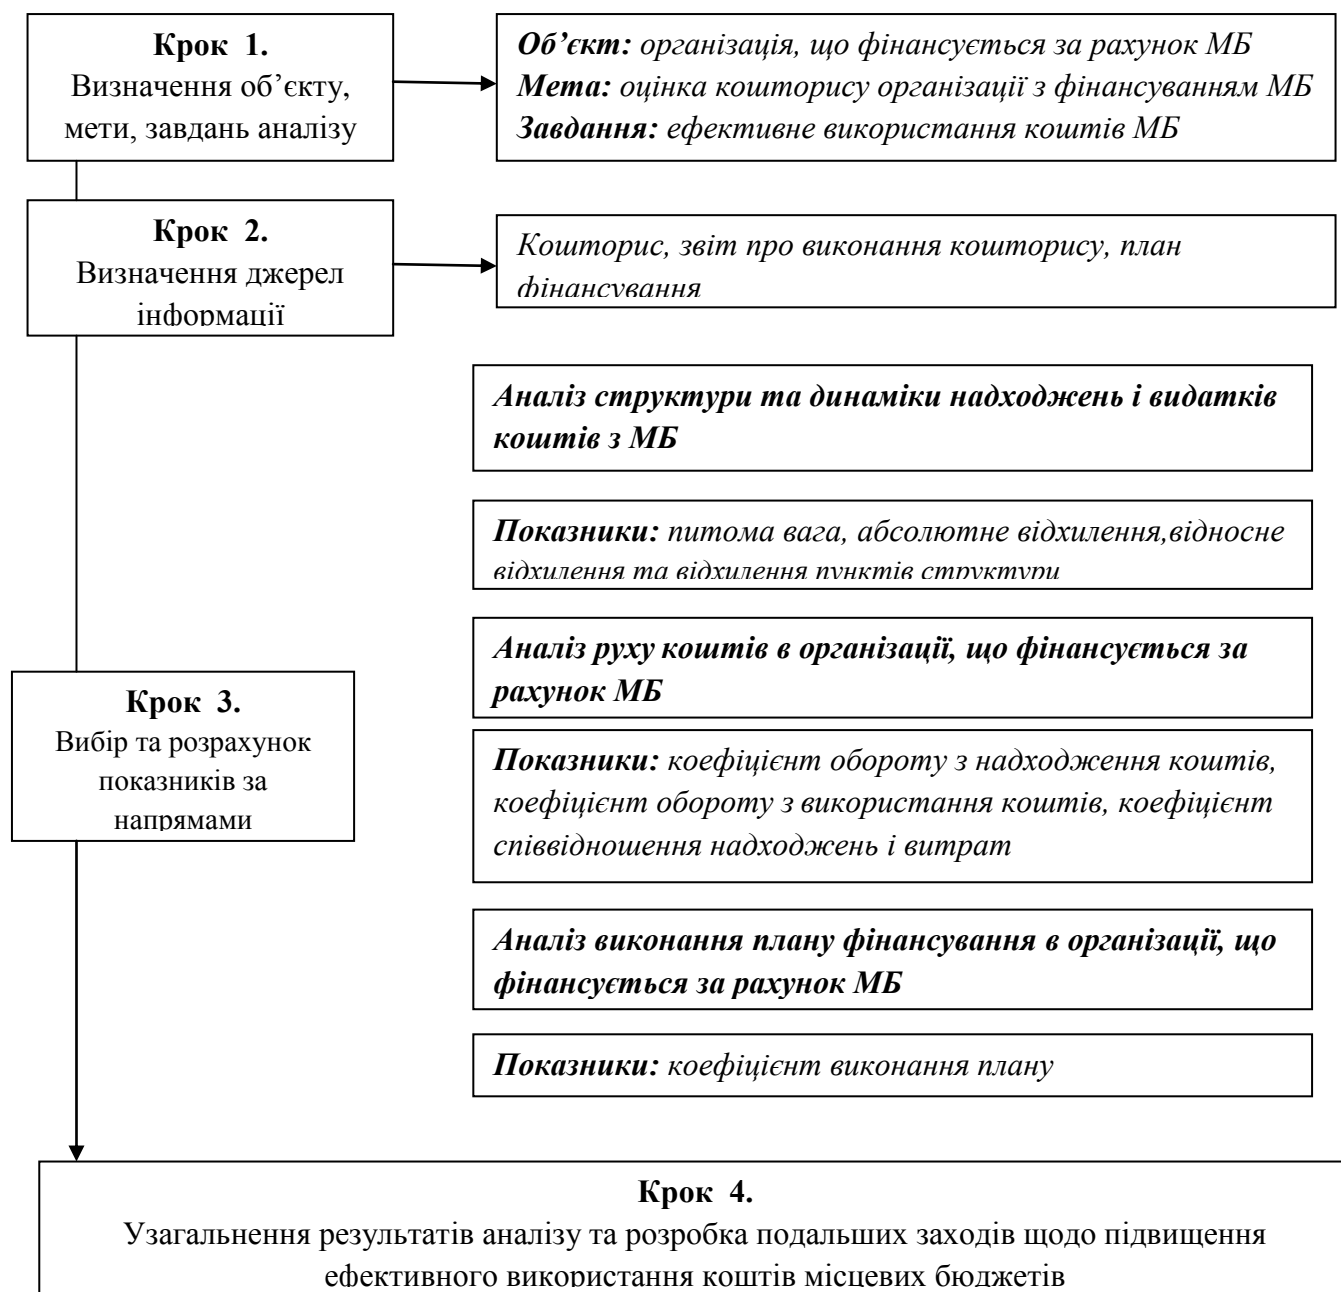 Крок 1.
Визначення об’єкту,
мети, завдань аналізу
Об’єкт: організація, що фінансується за рахунок МБ
Мета: оцінка кошторису організації з фінансуванням МБ
Завдання: ефективне використання коштів МБ
Крок 2.
Визначення джерел
інформації
Кошторис, звіт про виконання кошторису, план
фінансування
Аналіз структури та динаміки надходжень і видатків
коштів з МБ
Показники: питома вага, абсолютне відхилення,відносне
відхилення та відхилення пунктів структури
Аналіз руху коштів в організації, що фінансується за
рахунок МБ
Крок 3.
Вибір та розрахунок
показників за
напрямами
Показники: коефіцієнт обороту з надходження коштів,
коефіцієнт обороту з використання коштів, коефіцієнт
співвідношення надходжень і витрат
Аналіз виконання плану фінансування в організації, що
фінансується за рахунок МБ
Показники: коефіцієнт виконання плану
Крок 4.
Узагальнення результатів аналізу та розробка подальших заходів щодо підвищення
ефективного використання коштів місцевих бюджетів